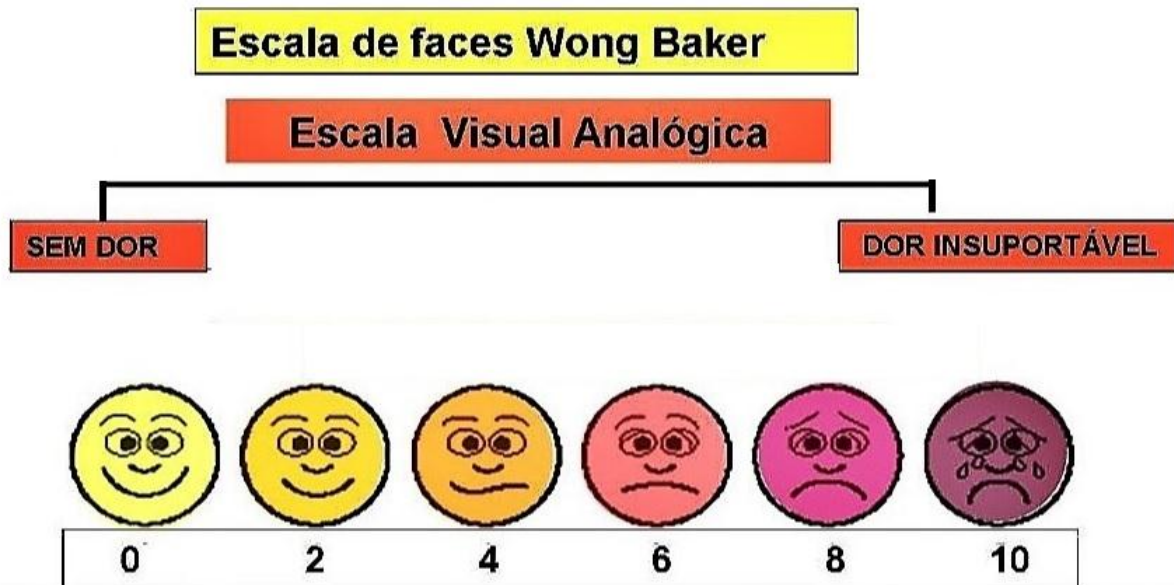 Escala de faces Wong Baker
Escala Visual Analógica
SEM DOR
DOR INSUPORTÁVEL
0 2 4 6 8 10